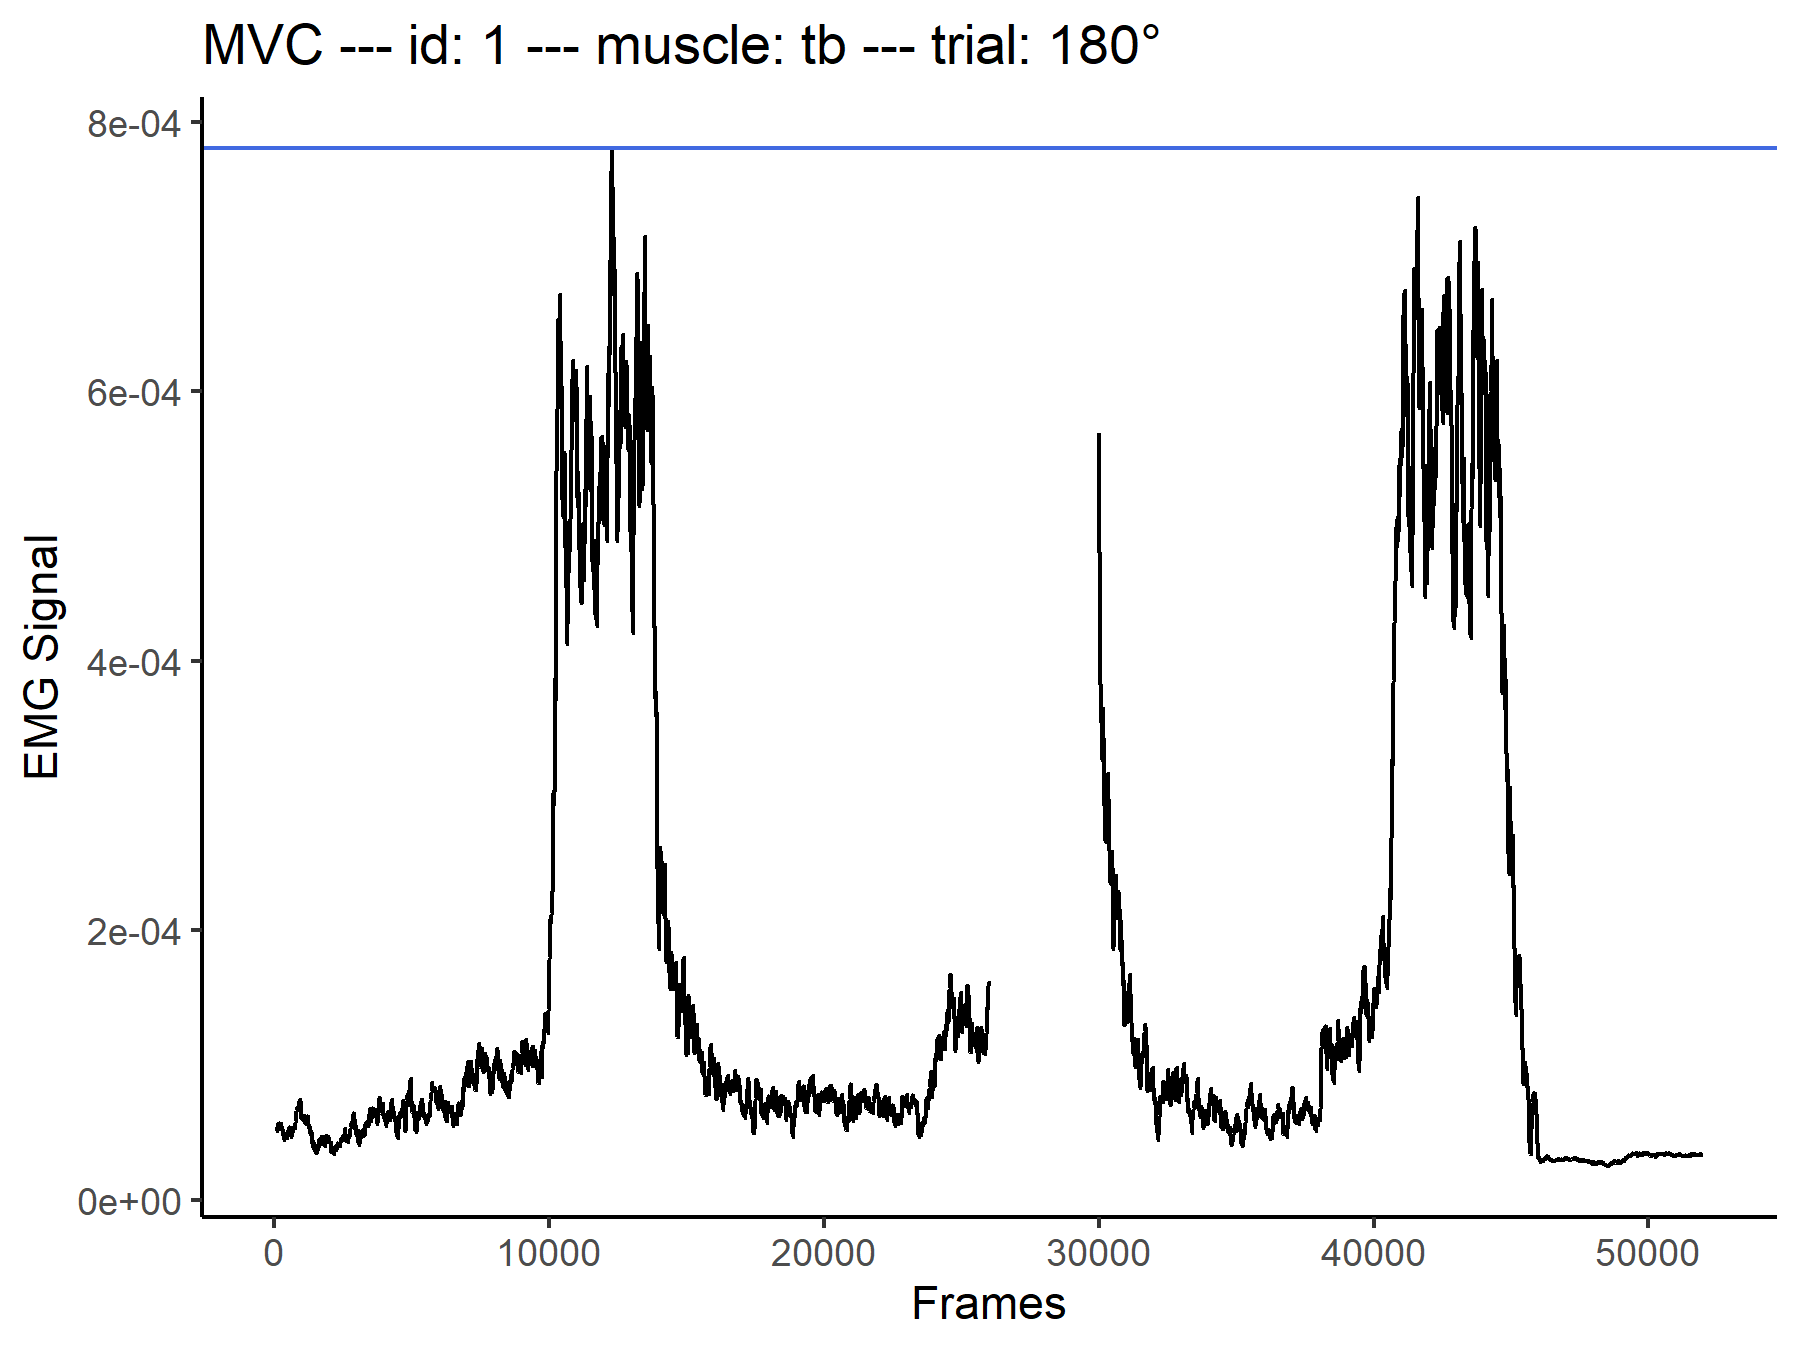 MVC --- id: 1 --- muscle: tb --- trial: 180°
8e-04
6e-04
4e-04
2e-04
0e+00
EMG Signal
0 10000 20000 30000 40000 50000
Frames